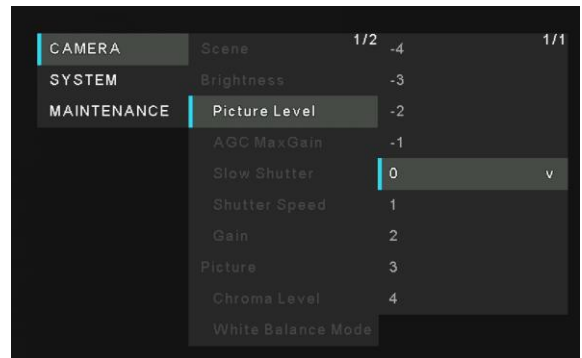 CAMERA
SYSTEM
MAINTENANCE
1/2
Scene
Brightness
Picture Level
AGC MaxGain
Slow Shutter
Shutter Speed
Gain
Picture
Chroma Level
White Balance Mode
1/1
-4
-3
-2
-1
0 v
1
2
3
4